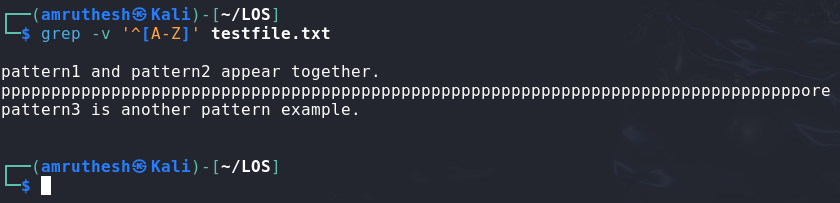 ┌──(amruthesh㉿Kali)-[~/LOS]
└─$ grep -v '^[A-Z]' testfile.txt
pattern1 and pattern2 appear together.
ppppppppppppppppppppppppppppppppppppppppppppppppppppppppppppppppppppppppppppppppore
pattern3 is another pattern example.
┌──(amruthesh㉿Kali)-[~/LOS]
└─$